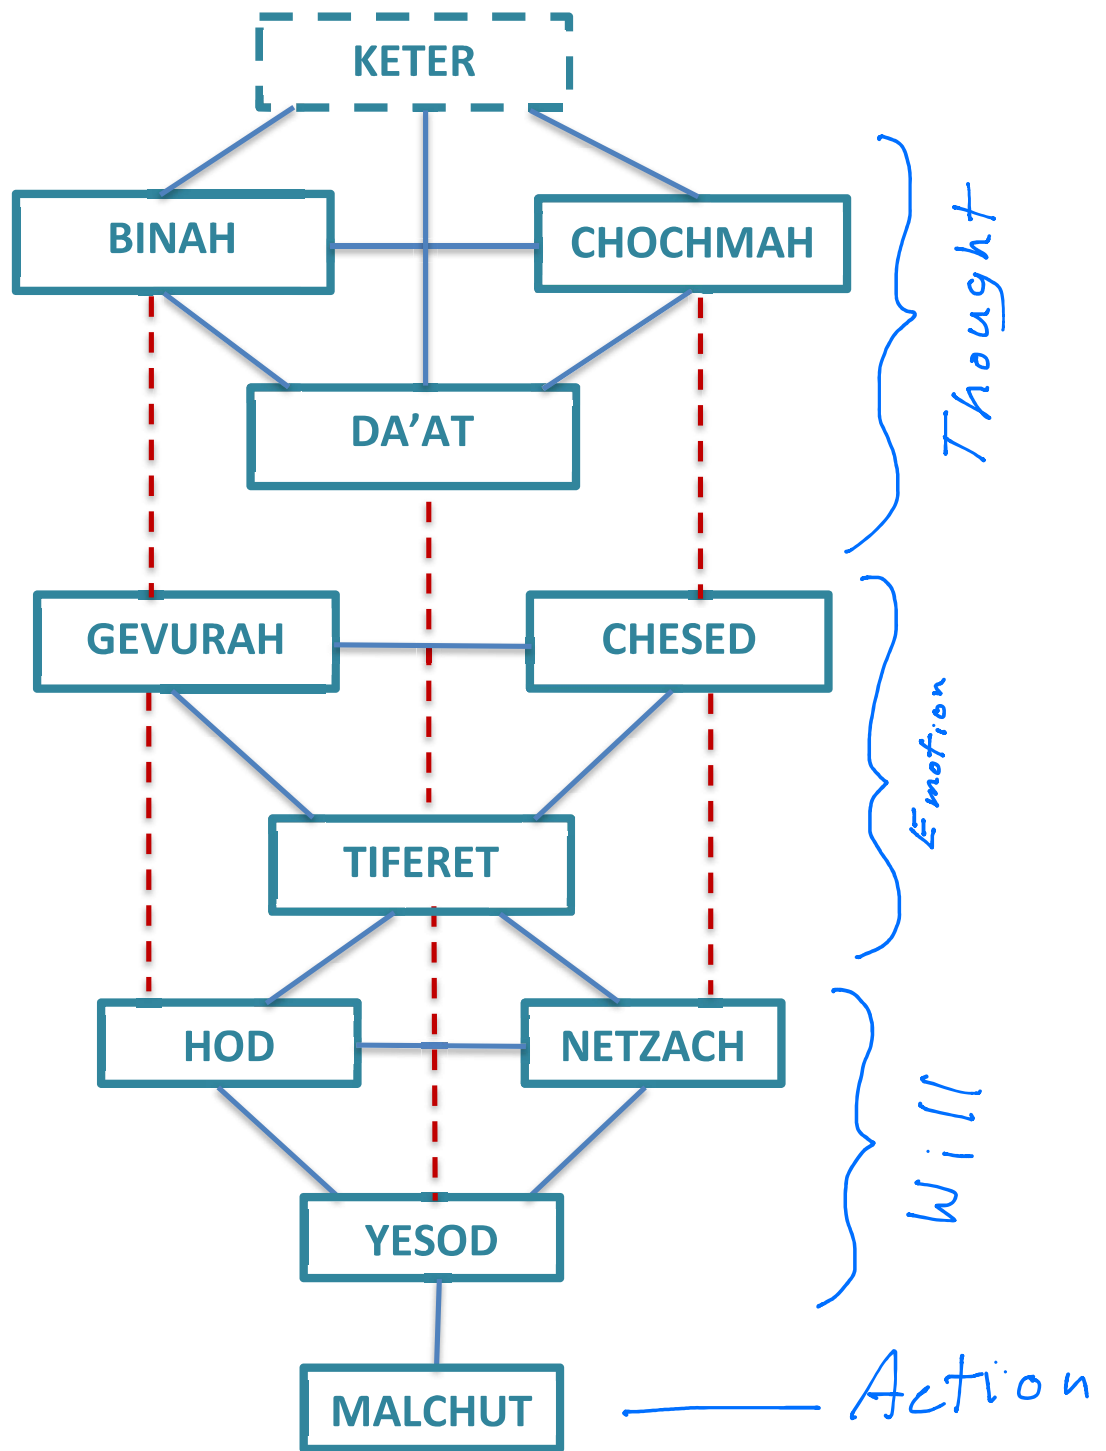 KETER
BINAH
CHOCHMAH
DA’AT
Thought
GEVURAH
CHESED
TIFERET
Emotion
HOD
NETZACH
YESOD
Will
MALCHUT
Action